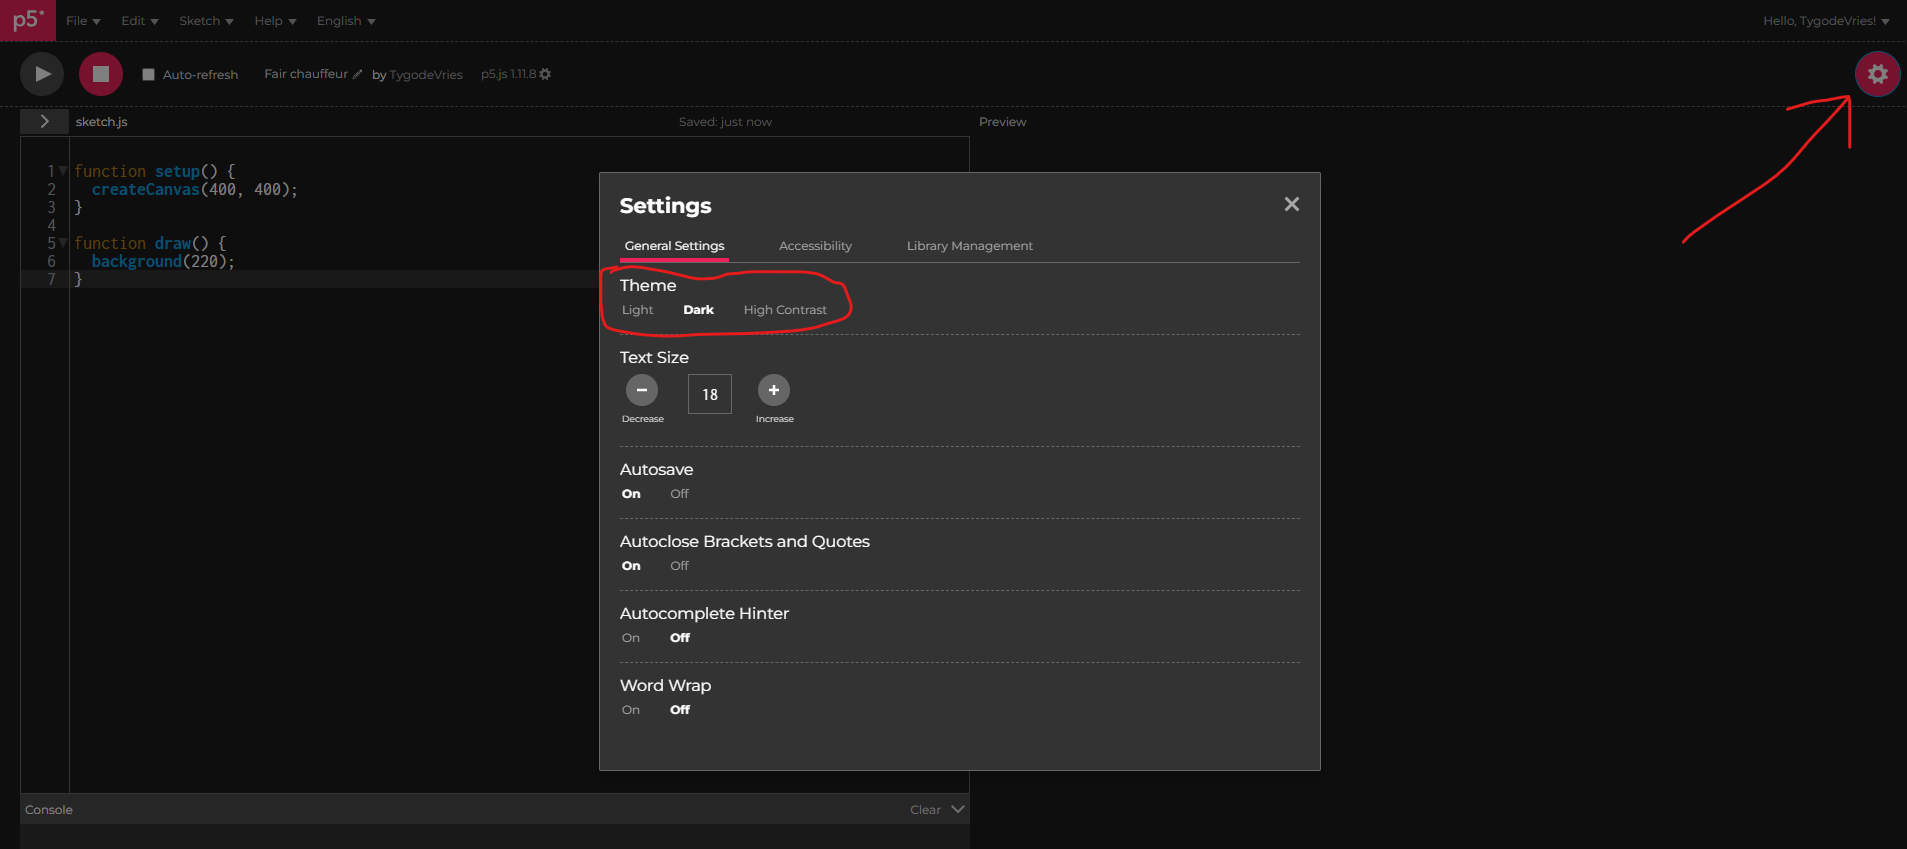 p5* File Edit Sketch Help English Hello, TygodeVries!
Auto-refresh Fair chauffeur by TygodeVries p5.js 1.11.8
sketch.js Saved: just now Preview
1 function setup() {
2 createCanvas(400, 400);
3 }
4
5 function draw() {
6 background(220);
7 }
Settings
General Settings Accessibility Library Management
Theme
Light Dark High Contrast
Text Size
18
Decrease Increase
Autosave
On Off
Autoclose Brackets and Quotes
On Off
Autocomplete Hinter
On Off
Word Wrap
On Off
Console Clear